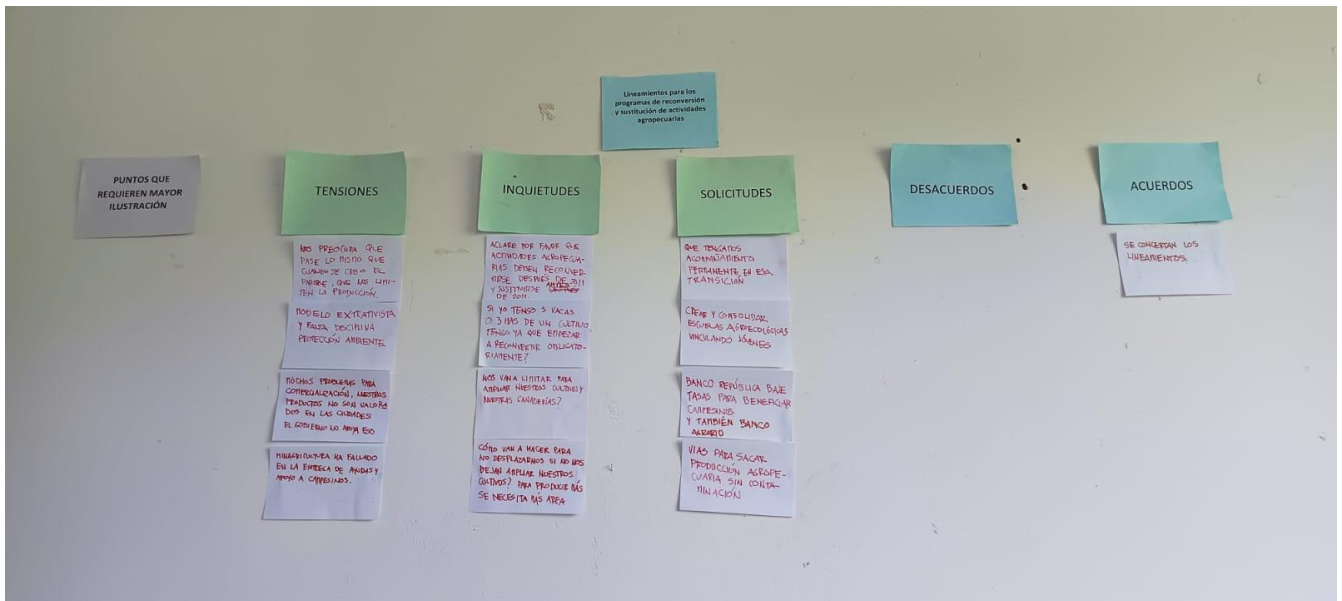 Lineamientos para los
programas de reconversión
y sustitución de actividades
agropecuarias
PUNTOS QUE
REQUIEREN MAYOR
ILUSTRACIÓN
TENSIONES
NOS PREOCUPA QUE
PASE LO MISMO QUE
CUANDO SE CREO EL
PARQUE, QUE NOS LIMI-
TEN LA PRODUCCIÓN.
MODELO EXTRATIVISTA
Y FALTA DISCIPLINA
PROTECCIÓN AMBIENTE
MUCHOS PROBLEMAS PARA
COMERCIALIZACIÓN, NUESTROS
PRODUCTOS NO SON VALORA
DOS EN LAS CIUDADES
EL GOBIERNO NO APOYA ESO
MINAGRICULTURA HA FALLADO
EN LA ENTREGA DE AYUDAS Y
APOYO A CAMPESINOS.
INQUIETUDES
ACLARE POR FAVOR QUE
ACTIVIDADES AGROPECUA-
RIAS DEBEN RECONVER
TIRSE DESPUÉS DE 2011
Y SUSTITUIRSE ANTES
DE 2011.
SI YO TENGO 3 VACAS
O 3 HAS DE UN CULTIVO
TENGO YA QUE EMPEZAR
A RECONVERTIR OBLIGATO-
RIAMENTE?
NOS VAN A LIMITAR PARA
AMPLIAR NUESTROS CULTIVOS Y
NUESTRAS GANADERÍAS?
CÓMO VAN A HACER PARA
NO DESPLAZARNOS SI NO NOS
DEJAN AMPLIAR NUESTROS
CULTIVOS? PARA PRODUCIR MÁS
SE NECESITA MÁS ÁREA
SOLICITUDES
QUE TENGAMOS
ACOMPAÑAMIENTO
PERMANENTE EN ESA
TRANSICIÓN
CREAR Y CONSOLIDAR
ESCUELAS AGROECOLÓGICAS
VINCULANDO JÓVENES
BANCO REPÚBLICA BAJE
TASAS PARA BENEFICIAR
CAMPESINOS
Y TAMBIÉN BANCO
AGRARIO
VIAS PARA SACAR
PRODUCCIÓN AGROPE-
CUARIA SIN CONTA-
MINACIÓN
DESACUERDOS
ACUERDOS
SE CONCERTAN LOS
LINEAMIENTOS.